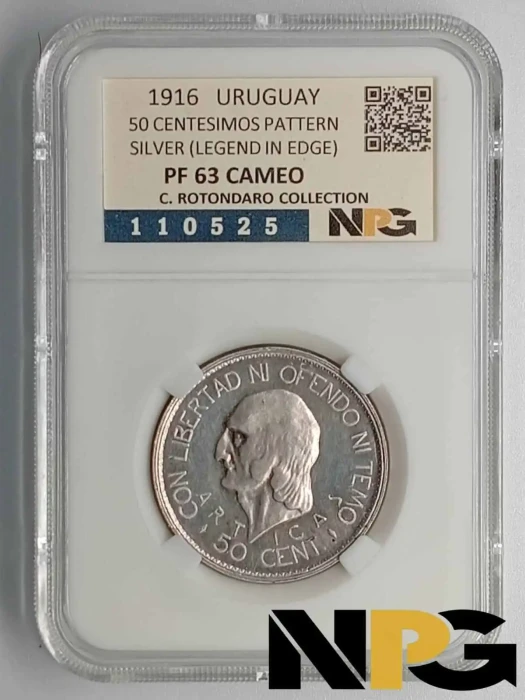 1916 URUGUAY
50 CENTESIMOS PATTERN
SILVER (LEGEND IN EDGE)
PF 63 CAMEO
C. ROTONDARO COLLECTION
110525
NPG
CON LIBERTAD NI OFENDO NI TEMO
ARTIGAS
50 CENT.
NPG